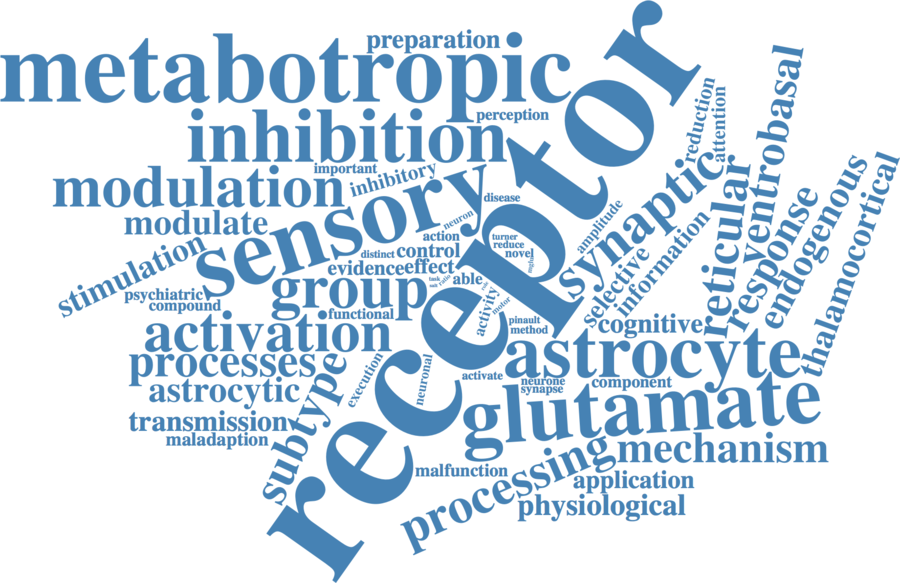 preparation
metabotropic
receptor
perception
inhibition
reduction
attention
ventrobasal
important
inhibitory
modulation
sensory
synaptic
reticular
disease
modulate
neuron
action
amplitude
endogenous
thalamocortical
response
stimulation
distinct
control
turner
reduce
novel
information
selective
evidence
effect
able
psychiatric
compound
group
functional
activity
motor
pinault
method
cognitive
activation
processes
astrocyte
execution
neuronal
activate
neurone
synapse
component
astrocytic
subtype
glutamate
transmission
maladaption
mechanism
malfunction
processing
application
physiological